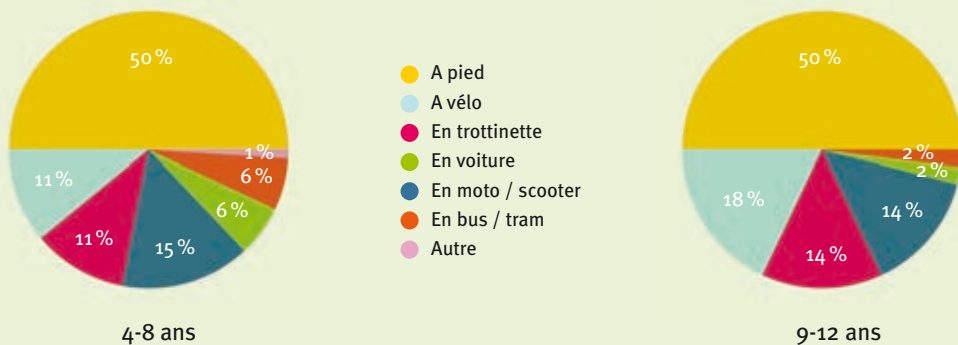 50 %
11 %
11 %
15 %
6 %
6 %
1 %
4-8 ans
A pied
A vélo
En trottinette
En voiture
En moto / scooter
En bus / tram
Autre
50 %
18 %
14 %
14 %
2 %
2 %
9-12 ans